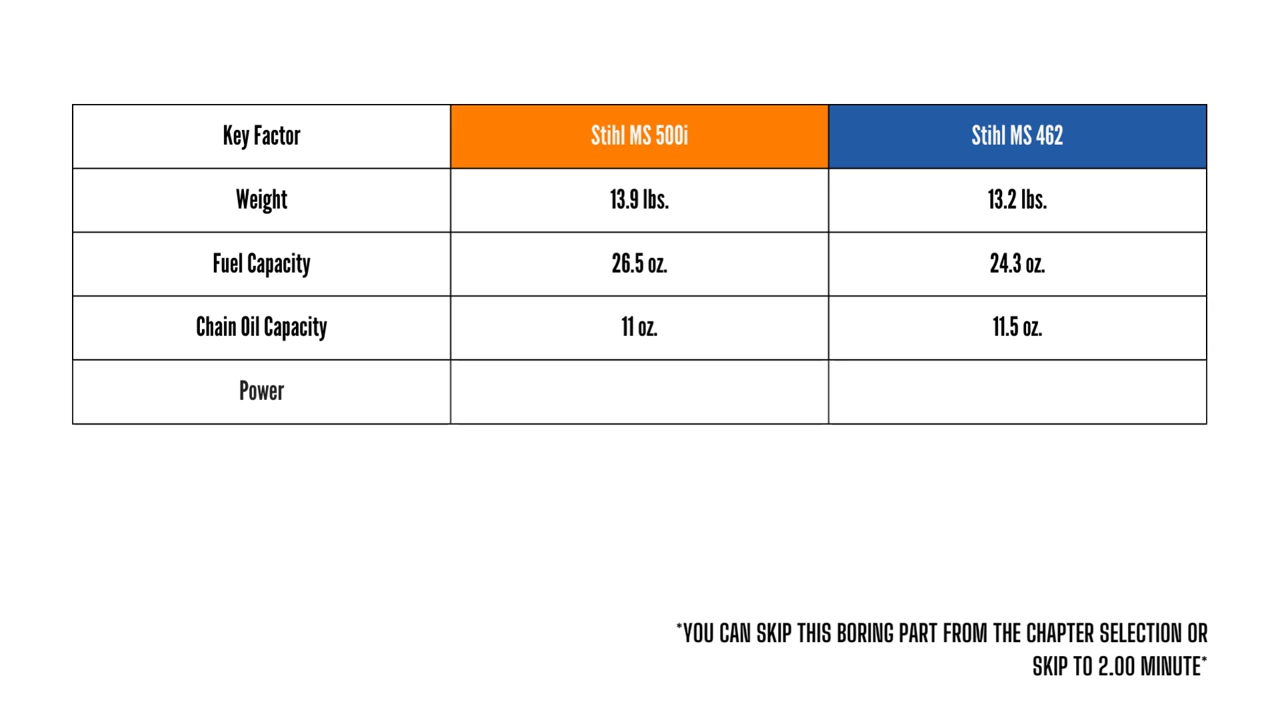 Key Factor Stihl MS 500i Stihl MS 462
Weight 13.9 lbs. 13.2 lbs.
Fuel Capacity 26.5 oz. 24.3 oz.
Chain Oil Capacity 11 oz. 11.5 oz.
Power
*YOU CAN SKIP THIS BORING PART FROM THE CHAPTER SELECTION OR
SKIP TO 2.00 MINUTE*